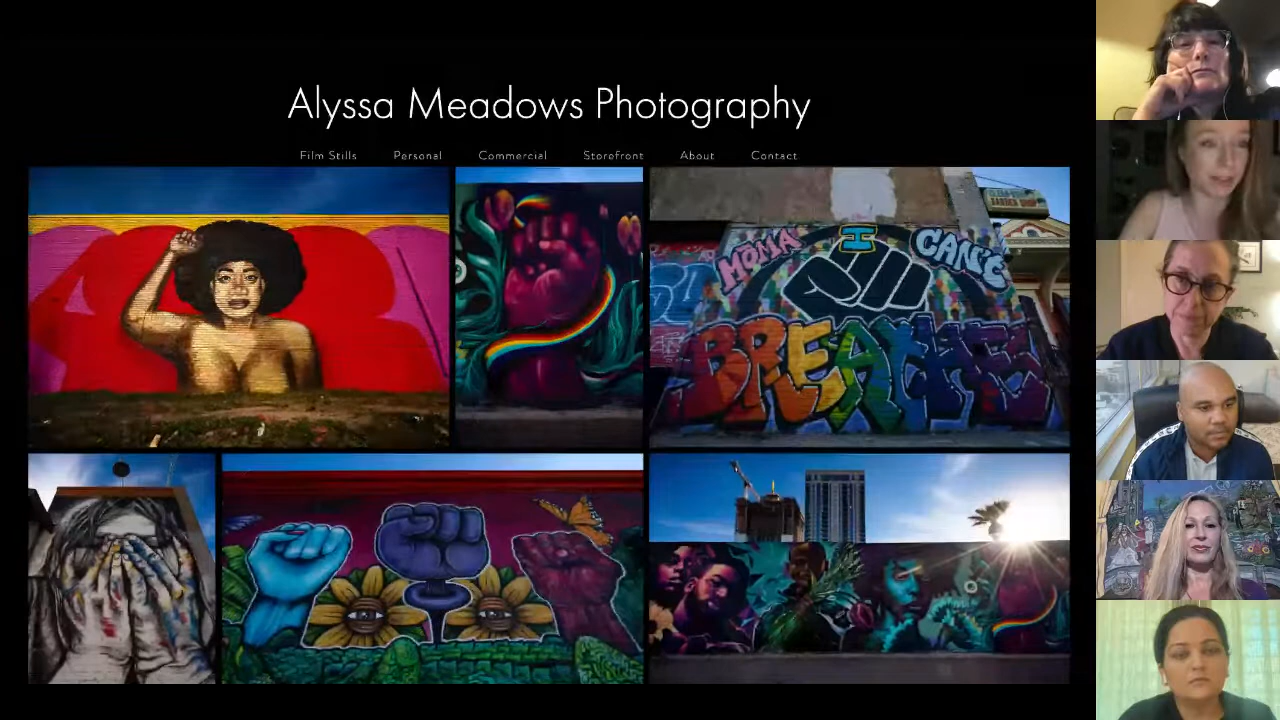 Alyssa Meadows Photography
Film Stills Personal Commercial Storefront About Contact
MOMA I CAN'T
BREATHE